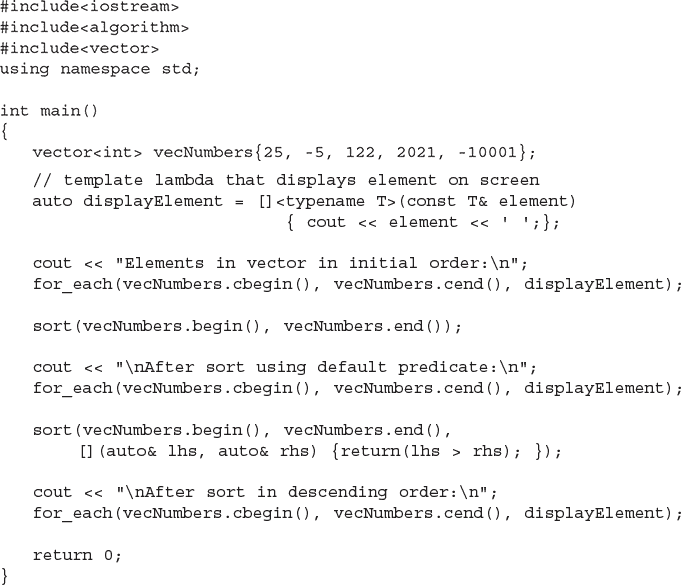 #include<iostream>
#include<algorithm>
#include<vector>
using namespace std;
int main()
{
vector<int> vecNumbers{25, -5, 122, 2021, -10001};
// template lambda that displays element on screen
auto displayElement = []<typename T>(const T& element)
{ cout << element << ' ';};
cout << "Elements in vector in initial order:\n";
for_each(vecNumbers.cbegin(), vecNumbers.cend(), displayElement);
sort(vecNumbers.begin(), vecNumbers.end());
cout << "\nAfter sort using default predicate:\n";
for_each(vecNumbers.cbegin(), vecNumbers.cend(), displayElement);
sort(vecNumbers.begin(), vecNumbers.end(),
[](auto& lhs, auto& rhs) {return(lhs > rhs); });
cout << "\nAfter sort in descending order:\n";
for_each(vecNumbers.cbegin(), vecNumbers.cend(), displayElement);
return 0;
}